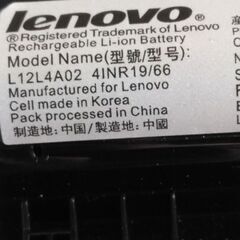 lenovo
®Registered Trademark of Lenovo
Rechargeable Li-ion Battery
Model Name(型號/型号):
L12L4A02 4INR19/66
Manufactured for Lenovo
Cell made in Korea
Pack processed in China
制造地: 中国/製造地: 中國